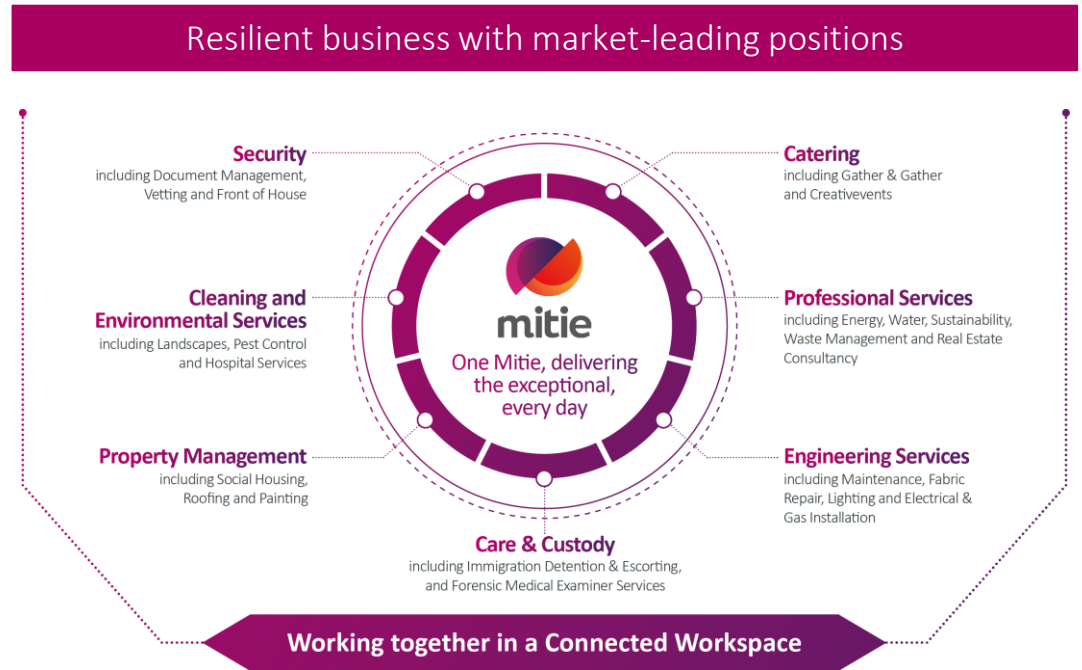 Resilient business with market-leading positions
Security
including Document Management,
Vetting and Front of House
Catering
including Gather & Gather
and Creativevents
Cleaning and
Environmental Services
including Landscapes, Pest Control
and Hospital Services
mitie
One Mitie, delivering
the exceptional,
every day
Professional Services
including Energy, Water, Sustainability,
Waste Management and Real Estate
Consultancy
Property Management
including Social Housing,
Roofing and Painting
Engineering Services
including Maintenance, Fabric
Repair, Lighting and Electrical &
Gas Installation
Care & Custody
including Immigration Detention & Escorting,
and Forensic Medical Examiner Services
Working together in a Connected Workspace